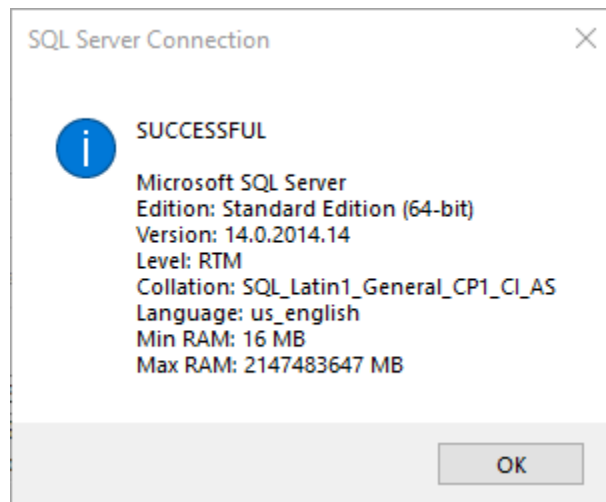 SQL Server Connection
SUCCESSFUL
Microsoft SQL Server
Edition: Standard Edition (64-bit)
Version: 14.0.2014.14
Level: RTM
Collation: SQL_Latin1_General_CP1_CI_AS
Language: us_english
Min RAM: 16 MB
Max RAM: 2147483647 MB
OK